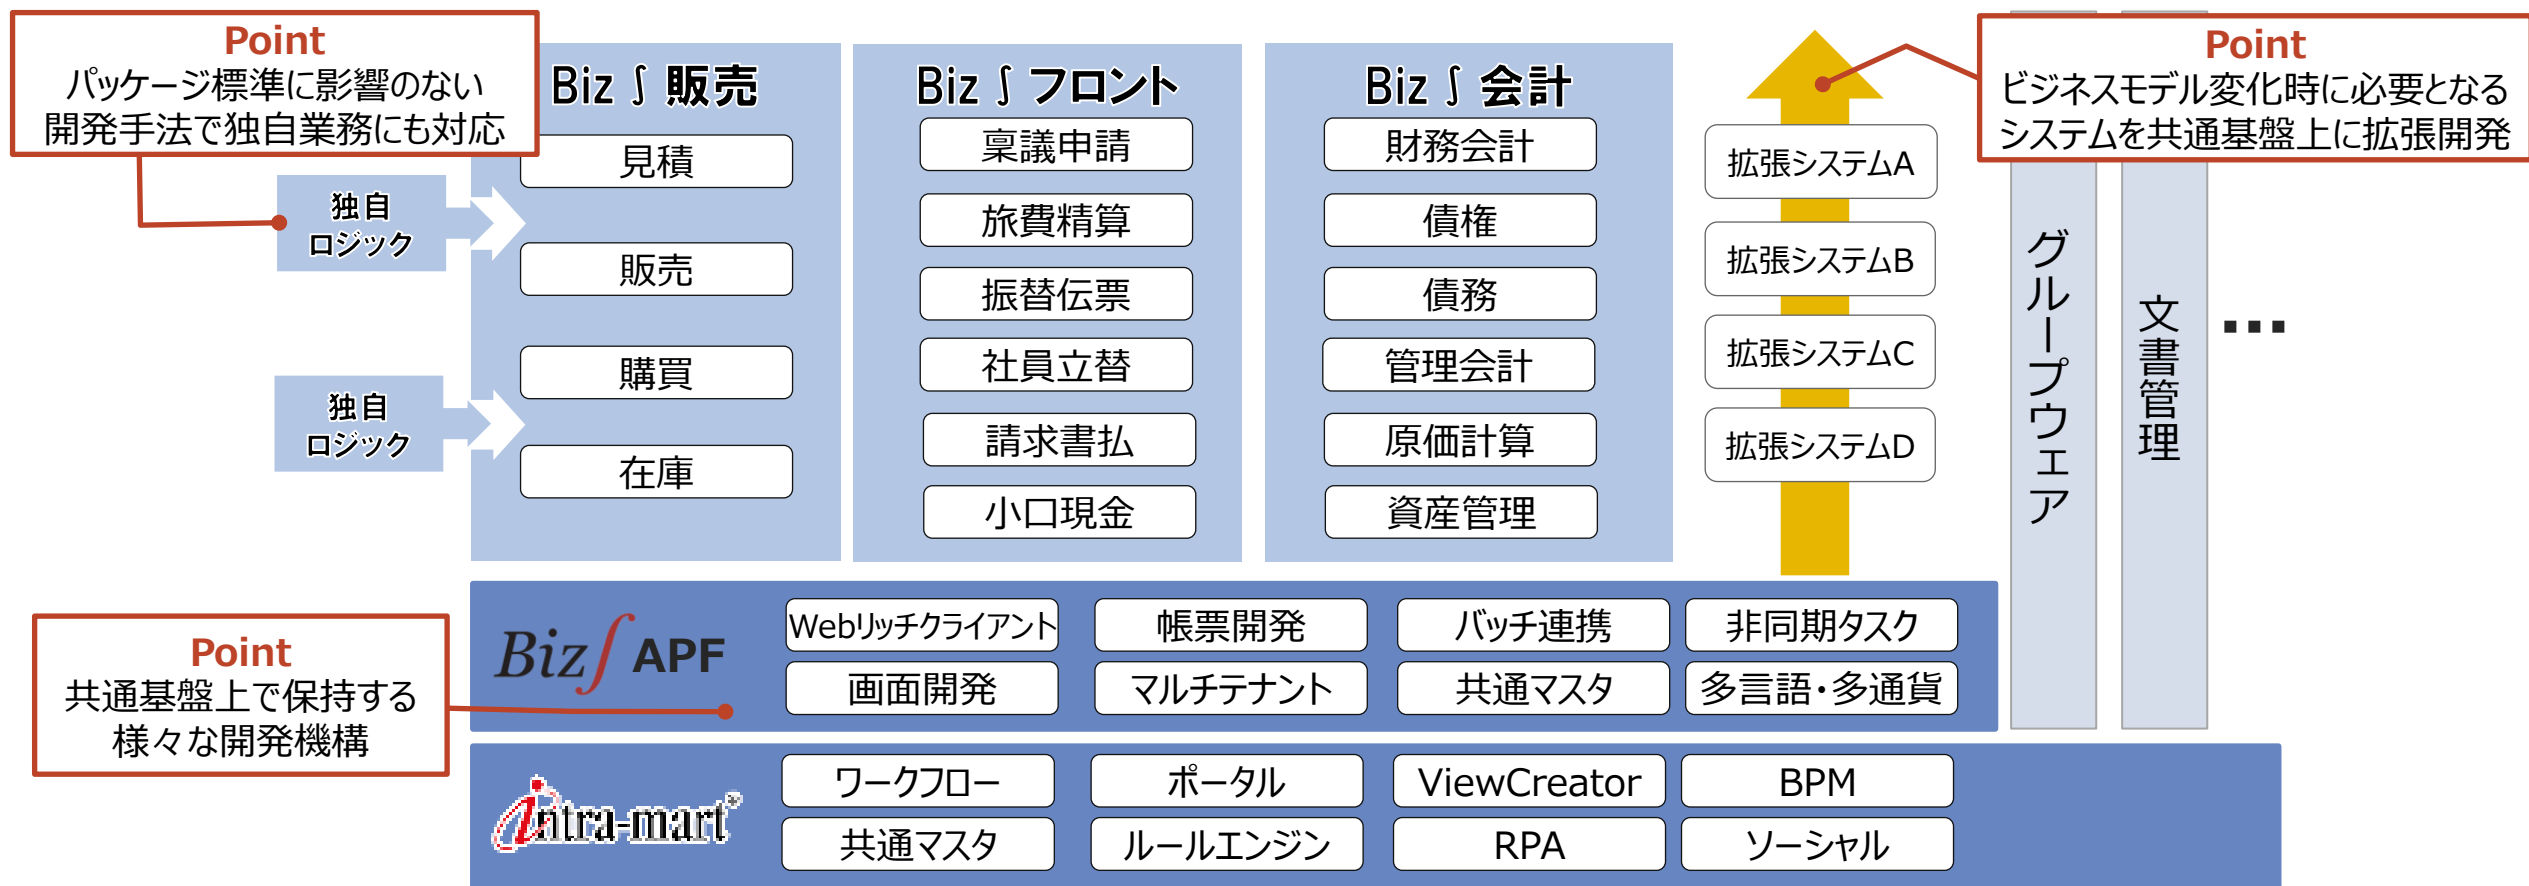 Point
パッケージ標準に影響のない
開発手法で独自業務にも対応
Biz ∫ 販売
見積
販売
購買
在庫
独自
ロジック
独自
ロジック
Biz ∫ フロント
稟議申請
旅費精算
振替伝票
社員立替
請求書払
小口現金
Biz ∫ 会計
財務会計
債権
債務
管理会計
原価計算
資産管理
拡張システムA
拡張システムB
拡張システムC
拡張システムD
Point
ビジネスモデル変化時に必要となる
システムを共通基盤上に拡張開発
グループウェア
文書管理
…
Point
共通基盤上で保持する
様々な開発機構
Biz∫ APF
Webリッチクライアント
帳票開発
バッチ連携
非同期タスク
画面開発
マルチテナント
共通マスタ
多言語・多通貨
intra-mart®
ワークフロー
ポータル
ViewCreator
BPM
共通マスタ
ルールエンジン
RPA
ソーシャル